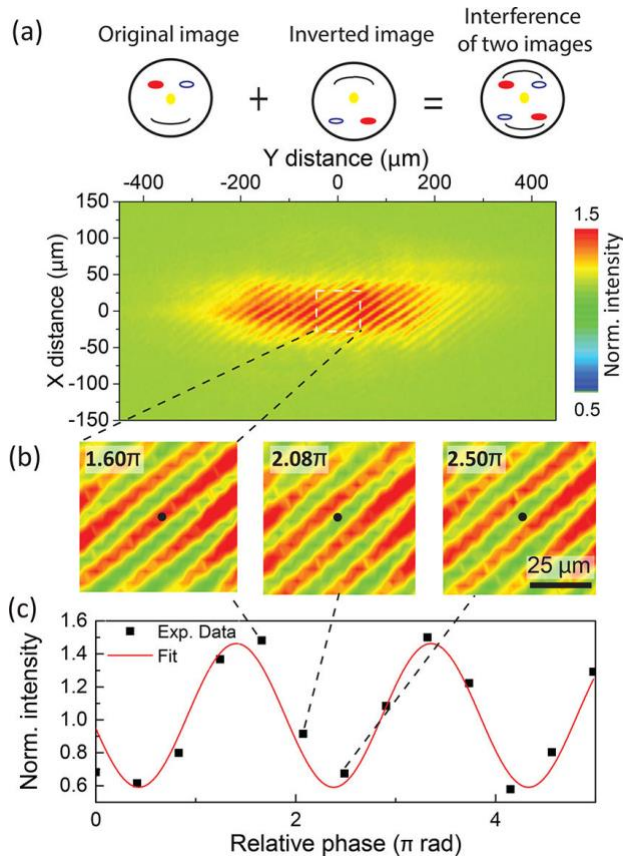 (a)
Original image
Inverted image
Interference
of two images
+
=
Y distance (µm)
-400 -200 0 200 400
150
100
50
0
-50
-100
-150
X distance (µm)
1.5
Norm. intensity
0.5
(b)
1.60π
2.08π
2.50π
25 µm
(c)
1.6
1.4
1.2
1.0
0.8
0.6
Norm. intensity
Exp. Data
Fit
0 2 4
Relative phase (π rad)